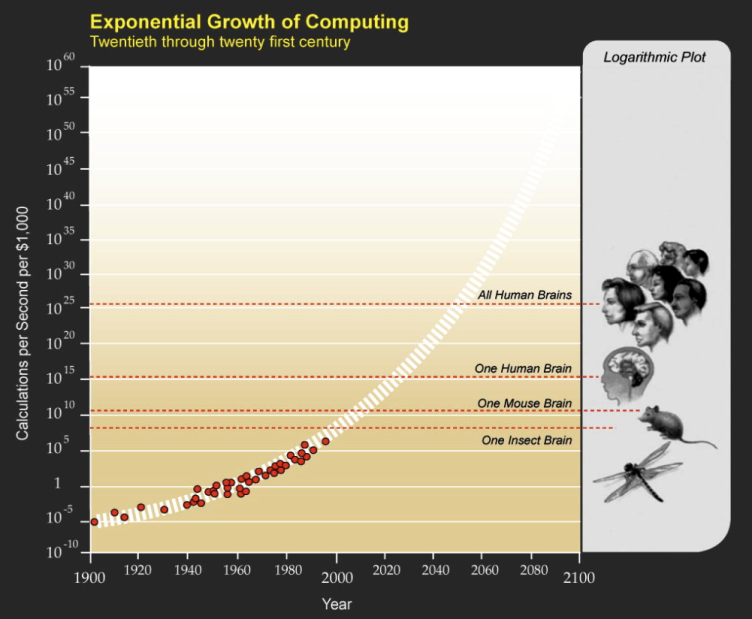 Exponential Growth of Computing
Twentieth through twenty first century
Logarithmic Plot
Calculations per Second per $1,000
10^60
10^55
10^50
10^45
10^40
10^35
10^30
10^25
10^20
10^15
10^10
10^5
1
10^-5
10^-10
All Human Brains
One Human Brain
One Mouse Brain
One Insect Brain
1900 1920 1940 1960 1980 2000 2020 2040 2060 2080 2100
Year